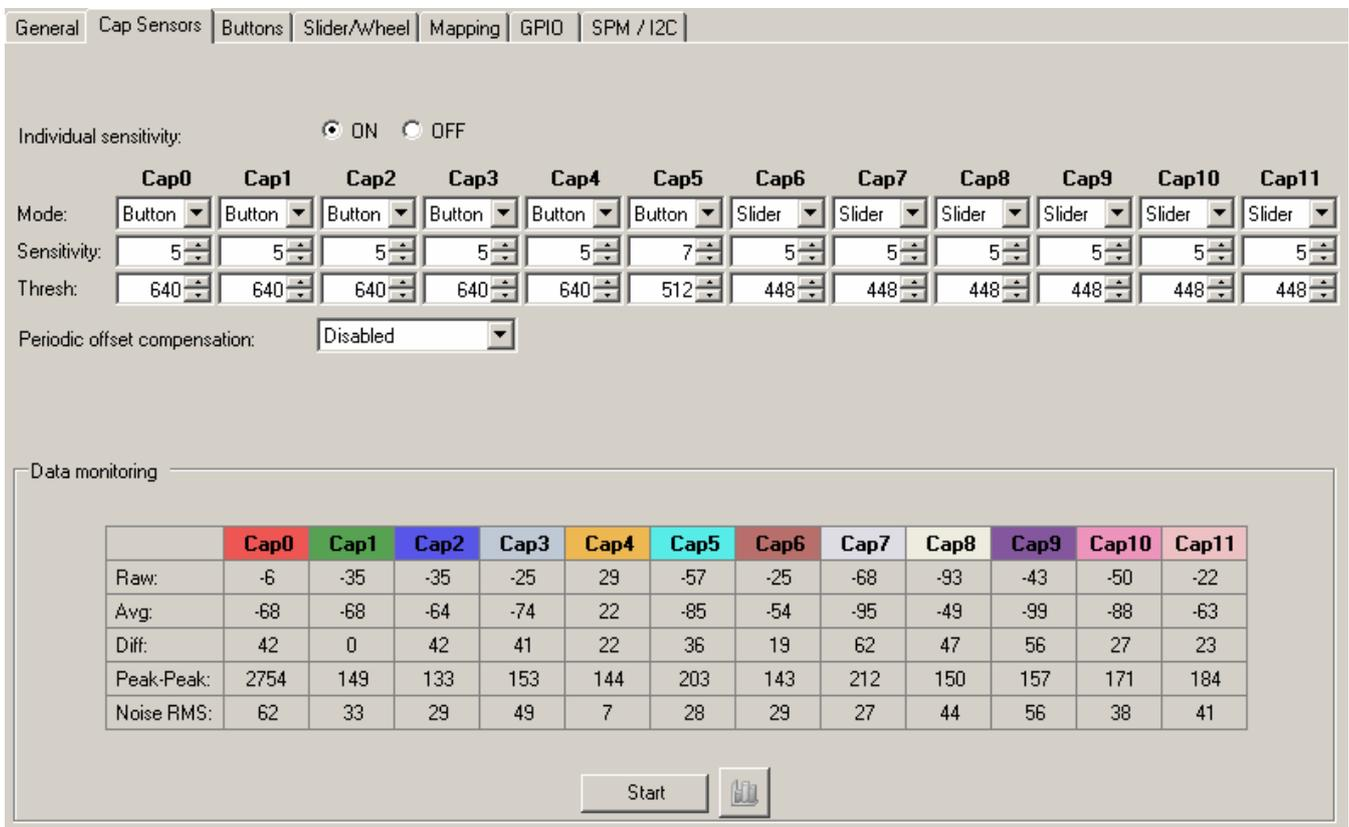 General Cap Sensors Buttons Slider/Wheel Mapping GPIO SPM / I2C
Individual sensitivity: ON OFF
Cap0 Cap1 Cap2 Cap3 Cap4 Cap5 Cap6 Cap7 Cap8 Cap9 Cap10 Cap11
Mode: Button Button Button Button Button Button Slider Slider Slider Slider Slider Slider
Sensitivity: 5 5 5 5 5 7 5 5 5 5 5 5
Thresh: 640 640 640 640 640 512 448 448 448 448 448 448
Periodic offset compensation: Disabled
Data monitoring
Cap0 Cap1 Cap2 Cap3 Cap4 Cap5 Cap6 Cap7 Cap8 Cap9 Cap10 Cap11
Raw: -6 -35 -35 -25 29 -57 -25 -68 -93 -43 -50 -22
Avg: -68 -68 -64 -74 22 -85 -54 -95 -49 -99 -88 -63
Diff: 42 0 42 41 22 36 19 62 47 56 27 23
Peak-Peak: 2754 149 133 153 144 203 143 212 150 157 171 184
Noise RMS: 62 33 29 49 7 28 29 27 44 56 38 41
Start